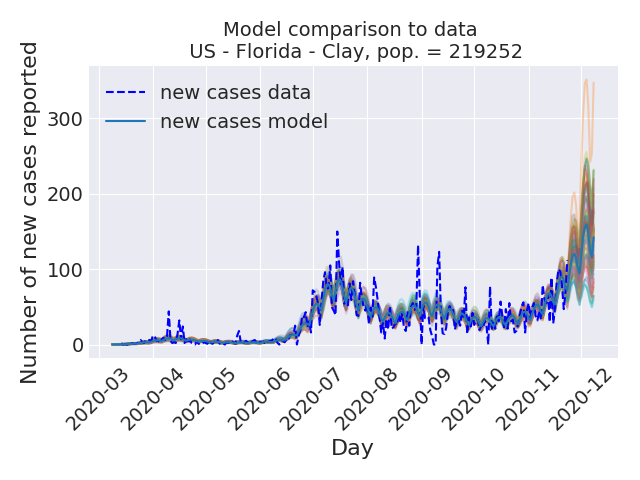 Model comparison to data
US - Florida - Clay, pop. = 219252
Number of new cases reported
300
200
100
0
new cases data
new cases model
2020-03
2020-04
2020-05
2020-06
2020-07
2020-08
2020-09
2020-10
2020-11
2020-12
Day